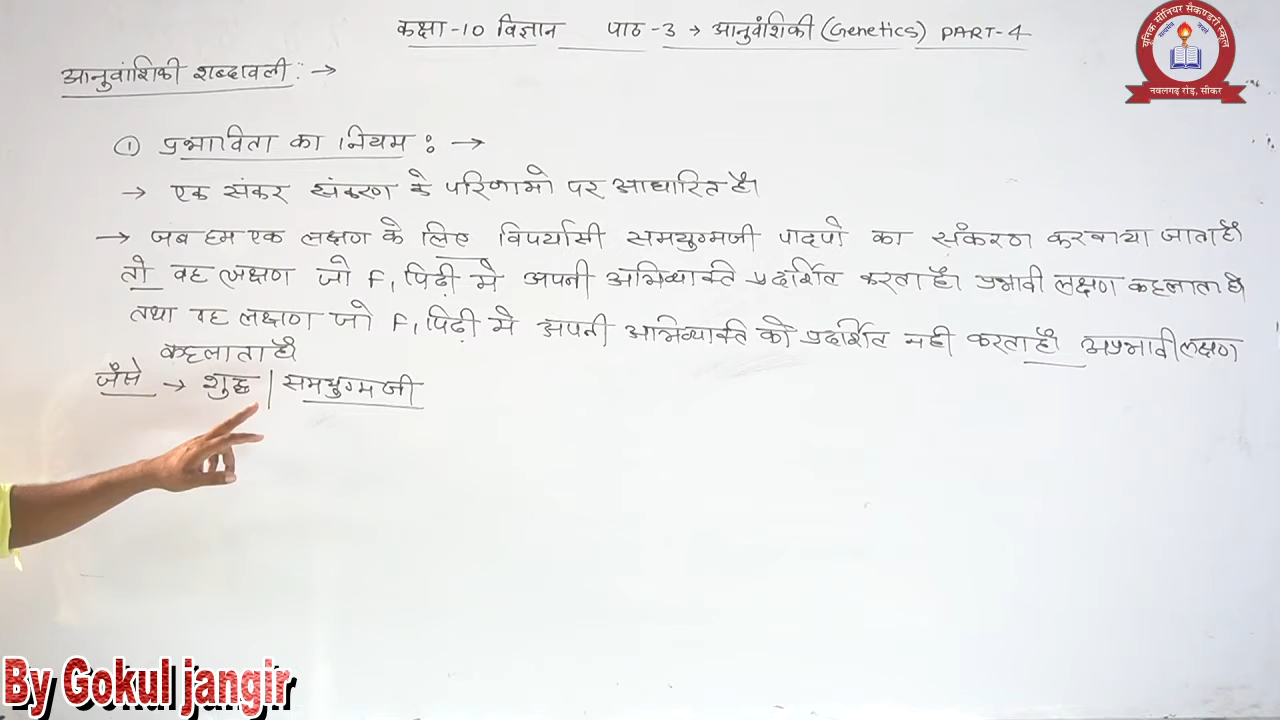 कक्षा -10 विज्ञान पाठ -3 → आनुवंशिकी (Genetics) PART-4
यूनिक सीनियर सैकण्डरी स्कूल
नवलगढ़ रोड़, सीकर
आनुवांशिकी शब्दावली : →
① प्रभाविता का नियम : →
→ एक संकर संकरण के परिणामो पर आधारित है।
→ जब हम एक लक्षण के लिए विपर्यासी समयुग्मजी पादपो का संकरण करवाया जाता है।
तो वह लक्षण जो F₁ पिढ़ी मे अपनी अभिव्यक्ति प्रदर्शित करता है। प्रभावी लक्षण कहलाता है।
तथा वह लक्षण जो F₁ पिढ़ी मे अपनी अभिव्यक्ति को प्रदर्शित नही करता है। अप्रभावी लक्षण
कहलाता है।
जैसे → शुद्ध | समयुग्मजी
By Gokul jangir